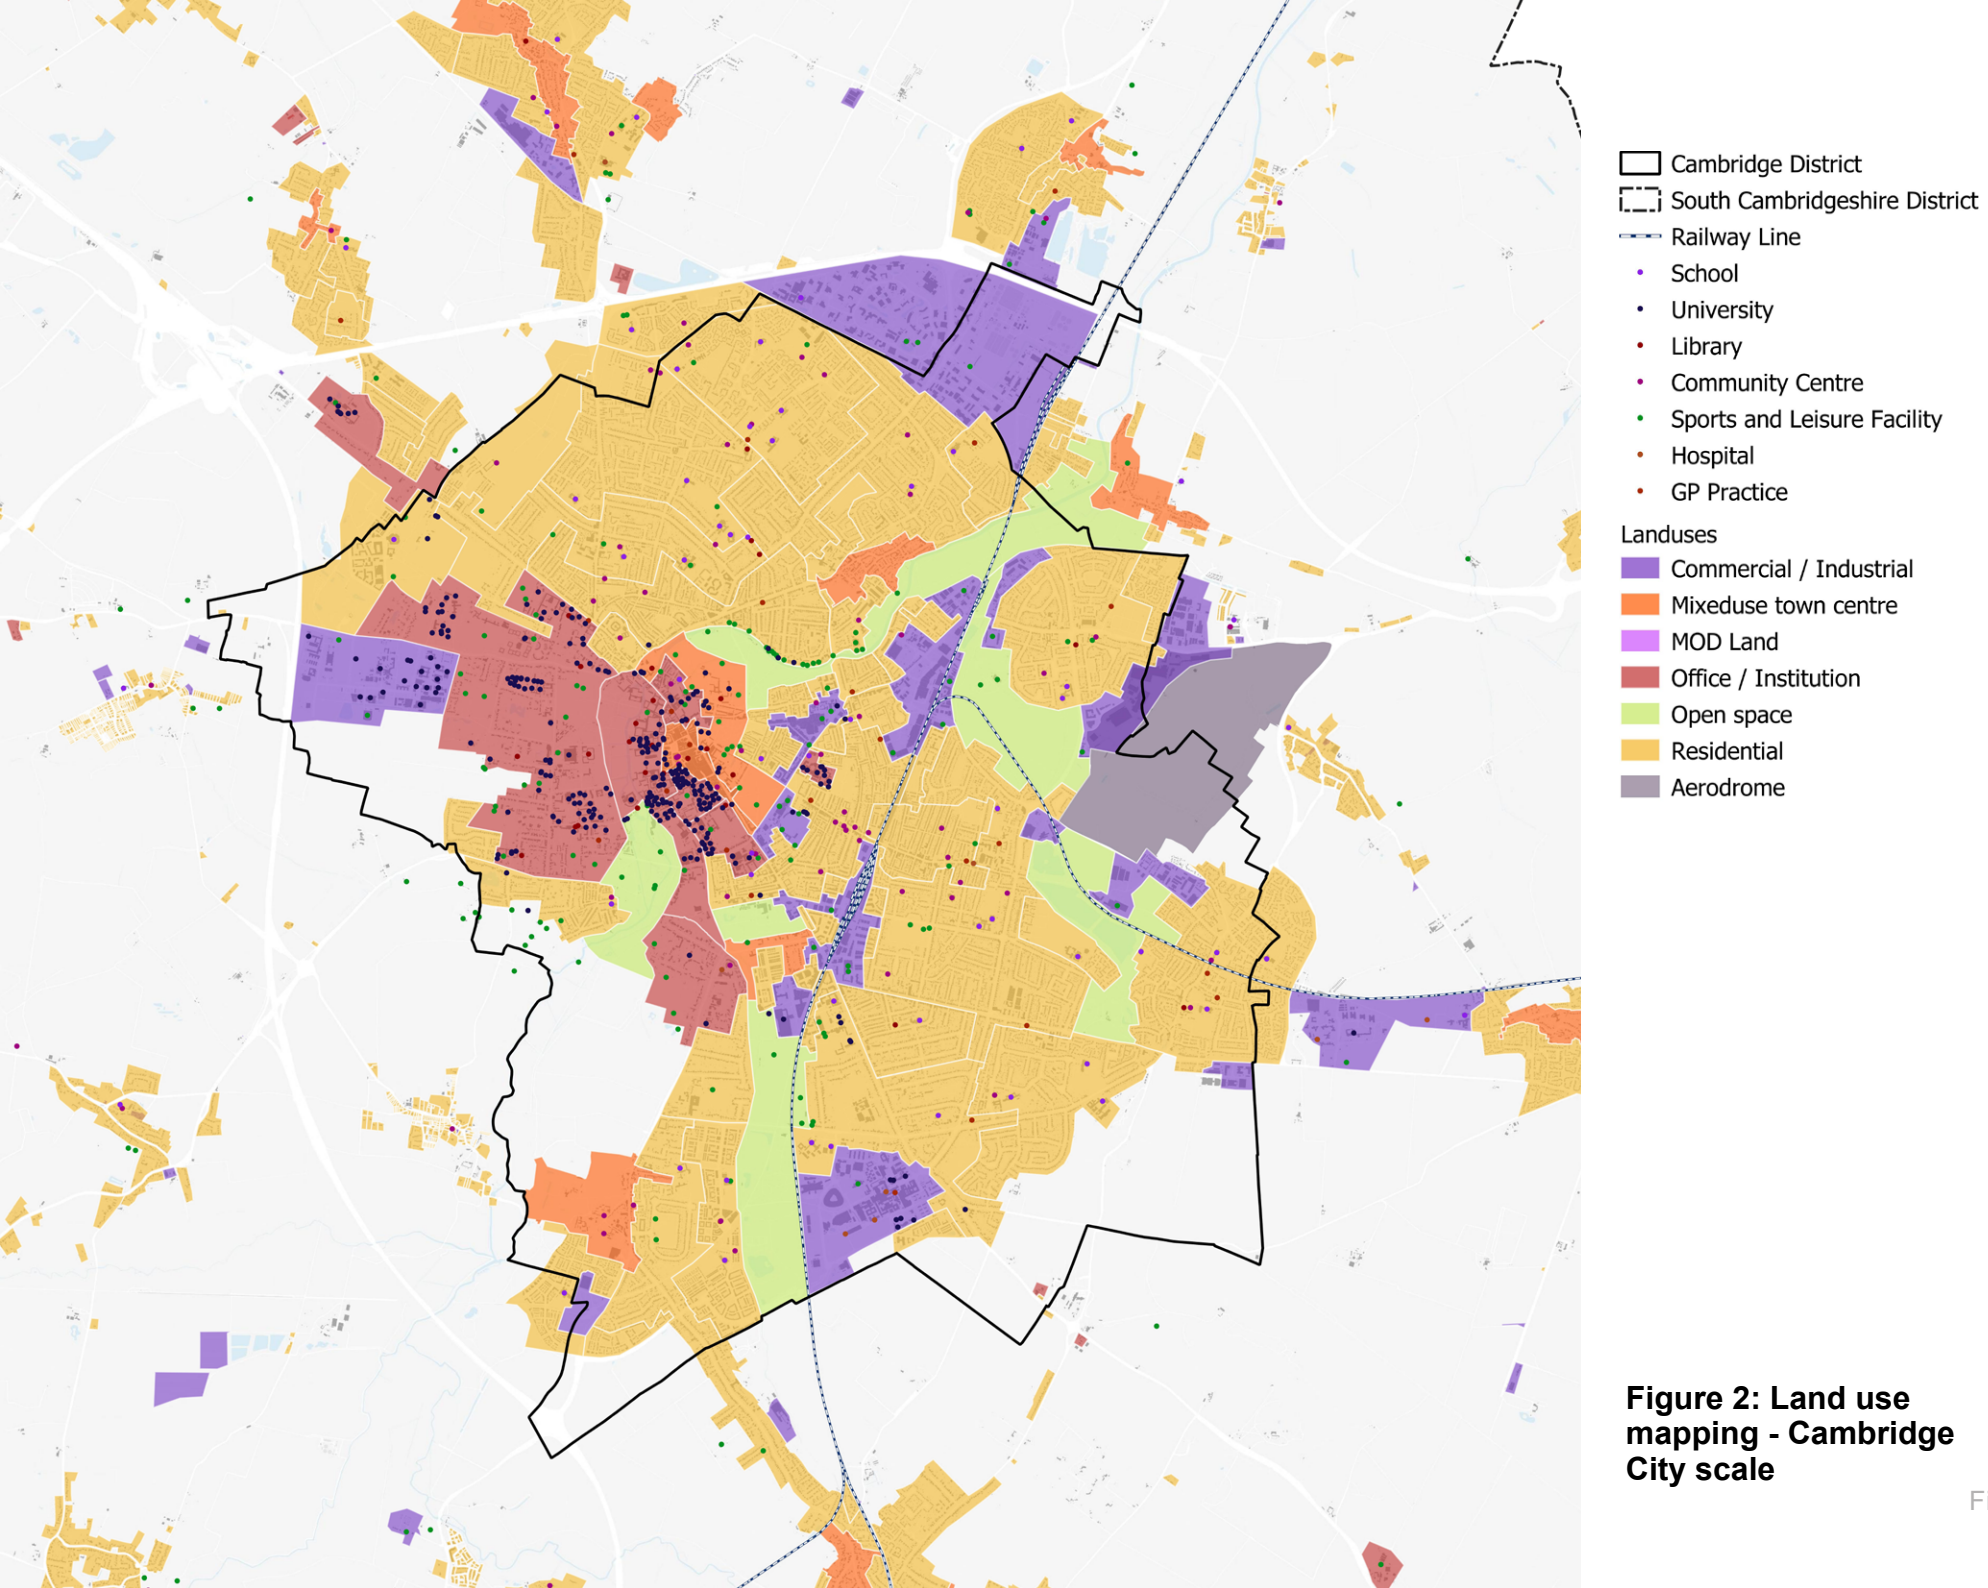 Cambridge District
South Cambridgeshire District
Railway Line
School
University
Library
Community Centre
Sports and Leisure Facility
Hospital
GP Practice
Landuses
Commercial / Industrial
Mixeduse town centre
MOD Land
Office / Institution
Open space
Residential
Aerodrome
Figure 2: Land use
mapping - Cambridge
City scale